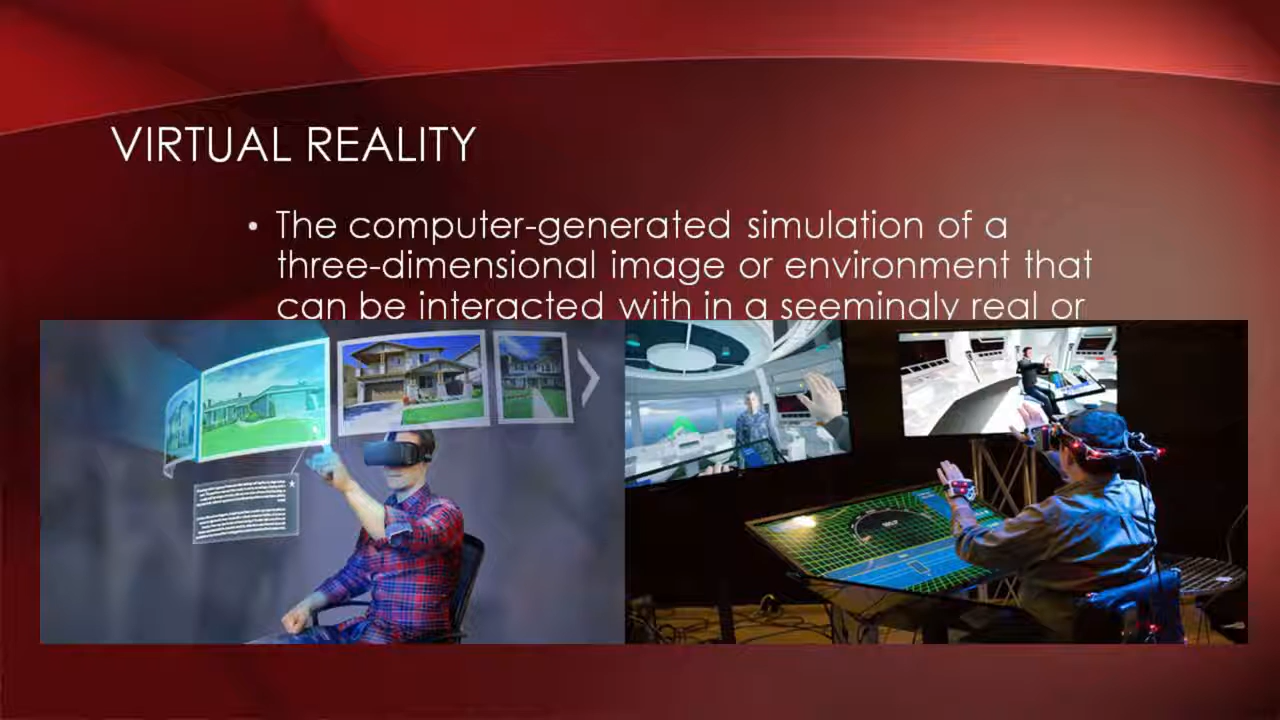 VIRTUAL REALITY
• The computer-generated simulation of a
three-dimensional image or environment that
can be interacted with in a seemingly real or